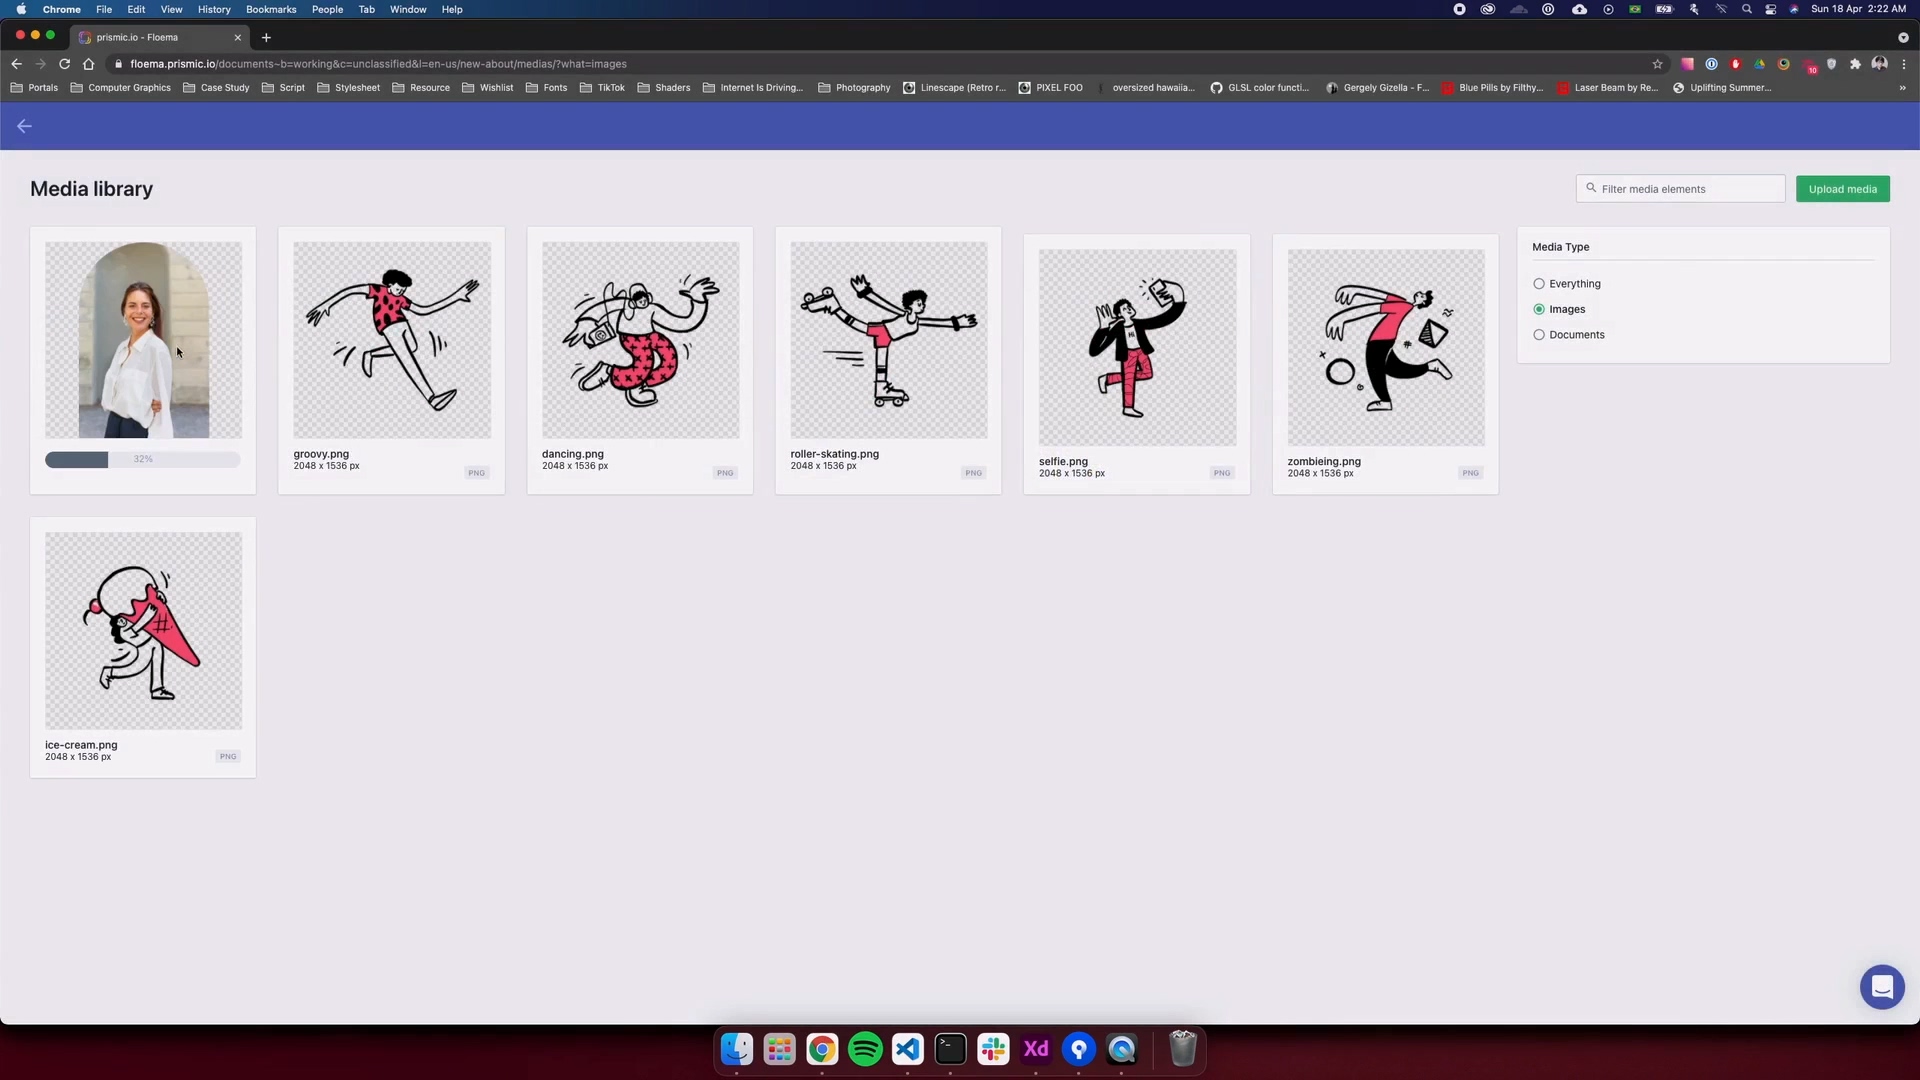 Chrome File Edit View History Bookmarks People Tab Window Help
Sun 18 Apr 2:22 AM
prismic.io - Floema
floema.prismic.io/documents~b=working&c=unclassified&l=en-us/new-about/medias/?what=images
10
Portals Computer Graphics Case Study Script Stylesheet Resource Wishlist Fonts TikTok Shaders Internet Is Driving... Photography Linescape (Retro r... PIXEL FOO oversized hawaiia... GLSL color functi... Gergely Gizella - F... Blue Pills by Filthy... Laser Beam by Re... Uplifting Summer... »
Media library
Filter media elements
Upload media
Media Type
Everything
Images
Documents
32%
groovy.png
2048 x 1536 px
PNG
dancing.png
2048 x 1536 px
PNG
roller-skating.png
2048 x 1536 px
PNG
selfie.png
2048 x 1536 px
PNG
zombieing.png
2048 x 1536 px
PNG
ice-cream.png
2048 x 1536 px
PNG
Xd